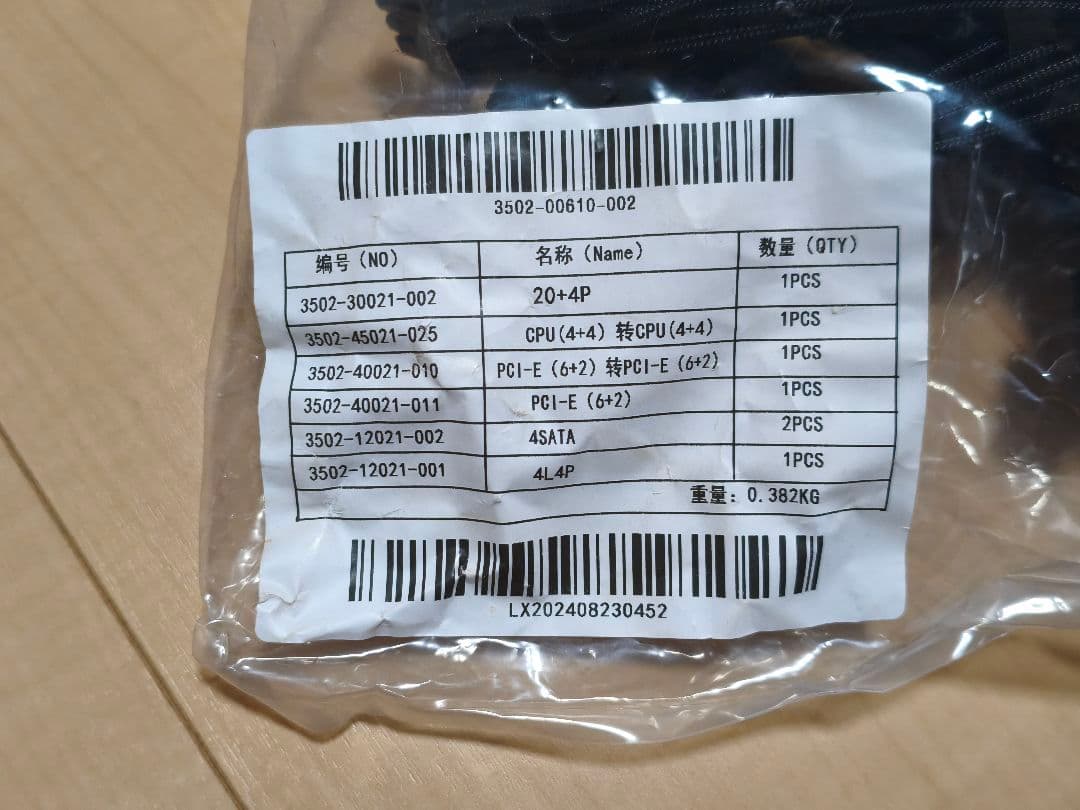 3502-00610-002
编号（NO） 名称（Name） 数量（QTY）
3502-30021-002 20+4P 1PCS
3502-45021-025 CPU(4+4) 转CPU(4+4) 1PCS
3502-40021-010 PCI-E（6+2）转PCI-E（6+2） 1PCS
3502-40021-011 PCI-E（6+2） 1PCS
3502-12021-002 4SATA 2PCS
3502-12021-001 4L4P 1PCS
重量：0.382KG
LX202408230452